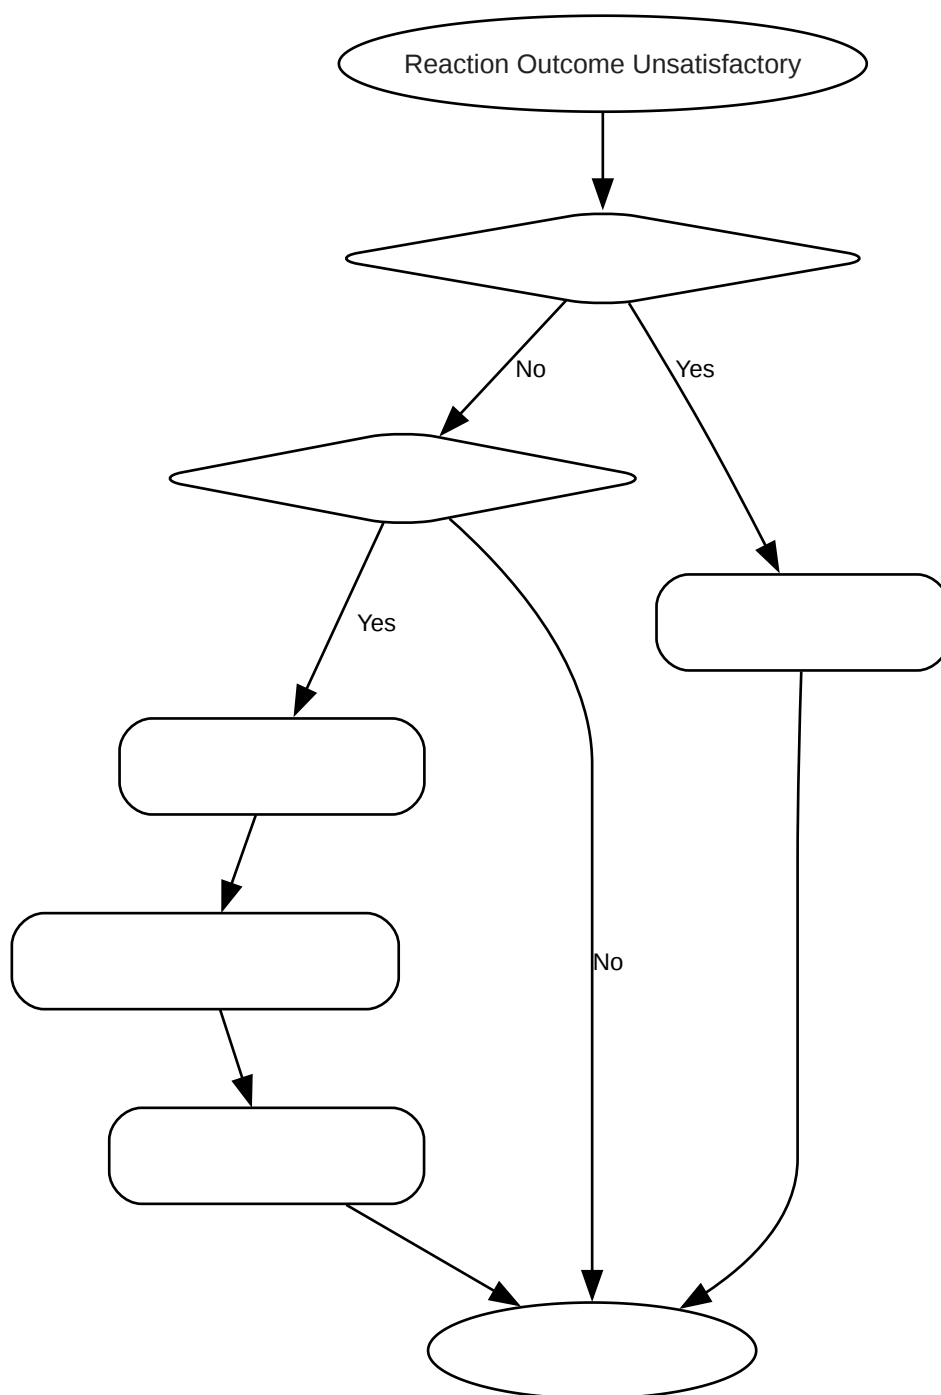 Reaction Outcome Unsatisfactory
No
Yes
Yes
No